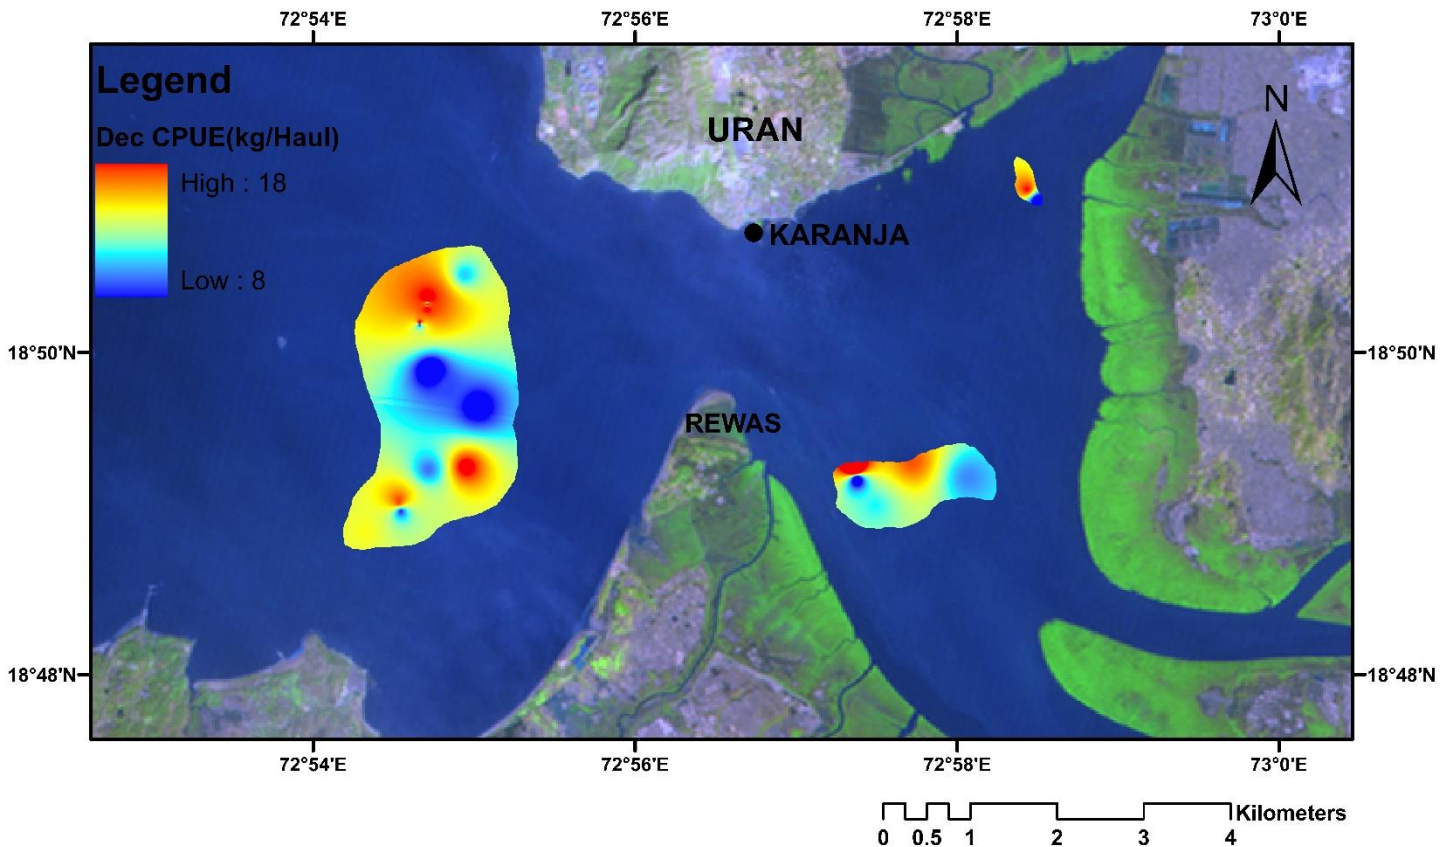 72°54'E 72°56'E 72°58'E 73°0'E
Legend
Dec CPUE(kg/Haul)
High : 18
Low : 8
URAN
N
KARANJA
18°50'N 18°50'N
REWAS
18°48'N 18°48'N
72°54'E 72°56'E 72°58'E 73°0'E
Kilometers
0 0.5 1 2 3 4